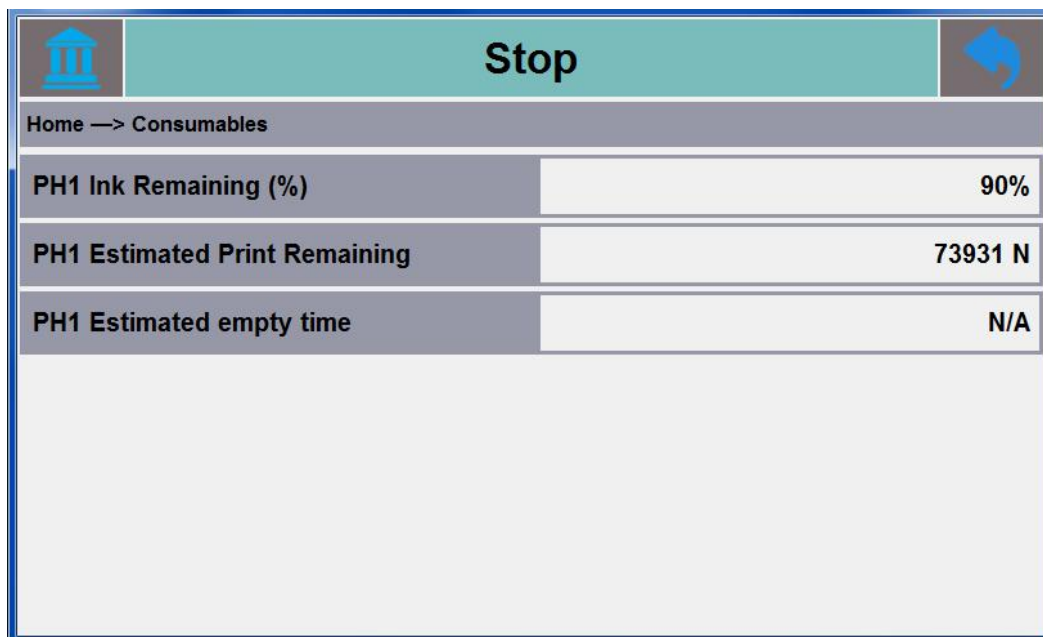 Stop
Home —> Consumables
PH1 Ink Remaining (%) 90%
PH1 Estimated Print Remaining 73931 N
PH1 Estimated empty time N/A